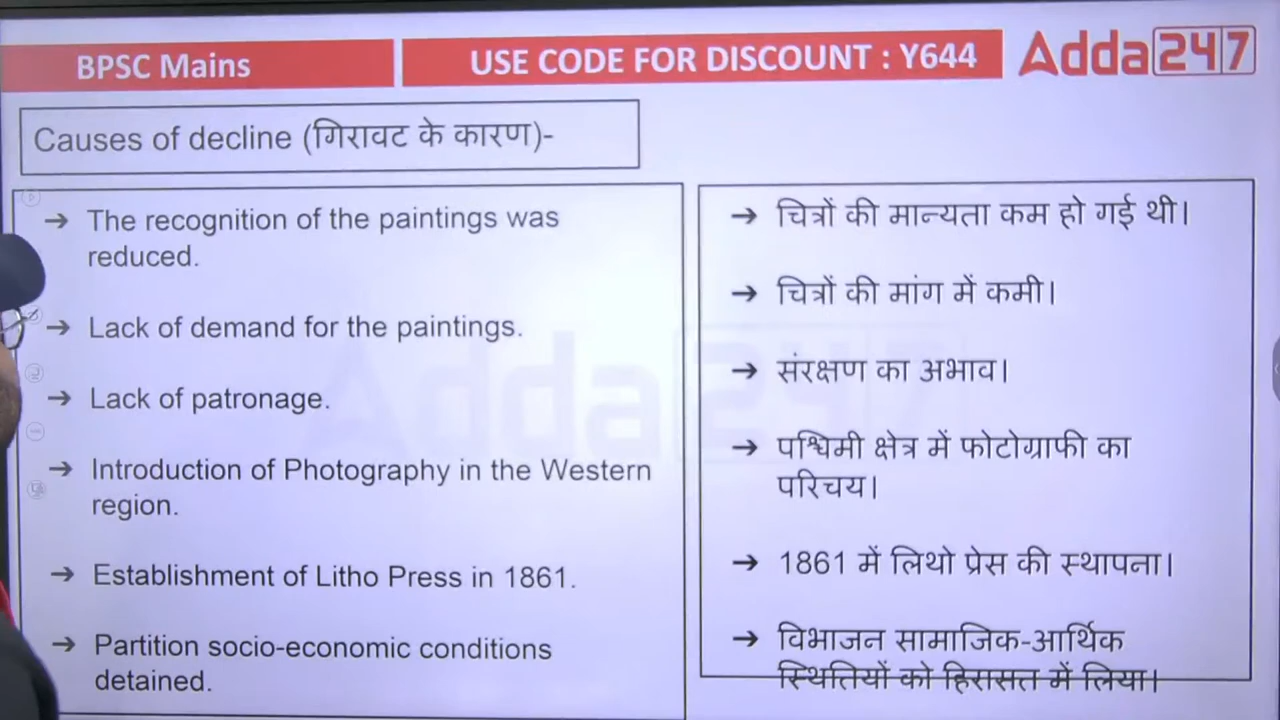 BPSC Mains
USE CODE FOR DISCOUNT : Y644
Adda247
Causes of decline (गिरावट के कारण)-
➔ The recognition of the paintings was
reduced.
➔ Lack of demand for the paintings.
➔ Lack of patronage.
➔ Introduction of Photography in the Western
region.
➔ Establishment of Litho Press in 1861.
➔ Partition socio-economic conditions
detained.
➔ चित्रों की मान्यता कम हो गई थी।
➔ चित्रों की मांग में कमी।
➔ संरक्षण का अभाव।
➔ पश्चिमी क्षेत्र में फोटोग्राफी का
परिचय।
➔ 1861 में लिथो प्रेस की स्थापना।
➔ विभाजन सामाजिक-आर्थिक
स्थितियों को हिरासत में लिया।
Adda247